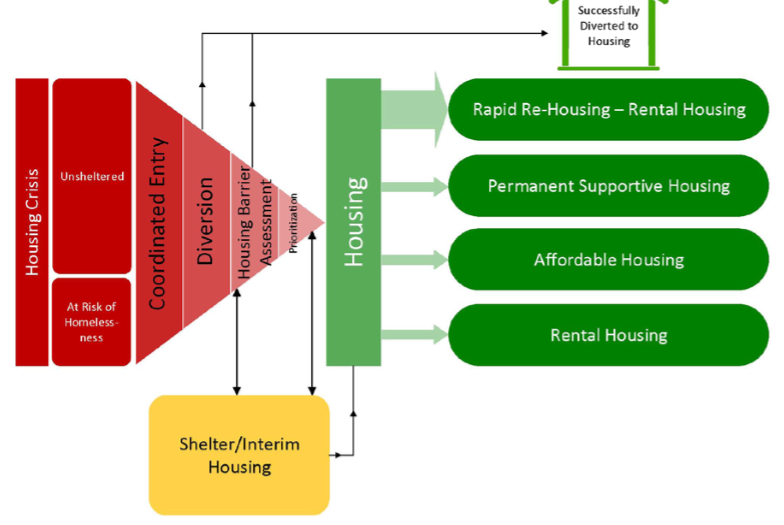 Successfully
Diverted to
Housing
Housing Crisis
Unsheltered
At Risk of
Homeless-
ness
Coordinated Entry
Diversion
Housing Barrier
Assessment
Prioritization
Housing
Rapid Re-Housing – Rental Housing
Permanent Supportive Housing
Affordable Housing
Rental Housing
Shelter/Interim
Housing